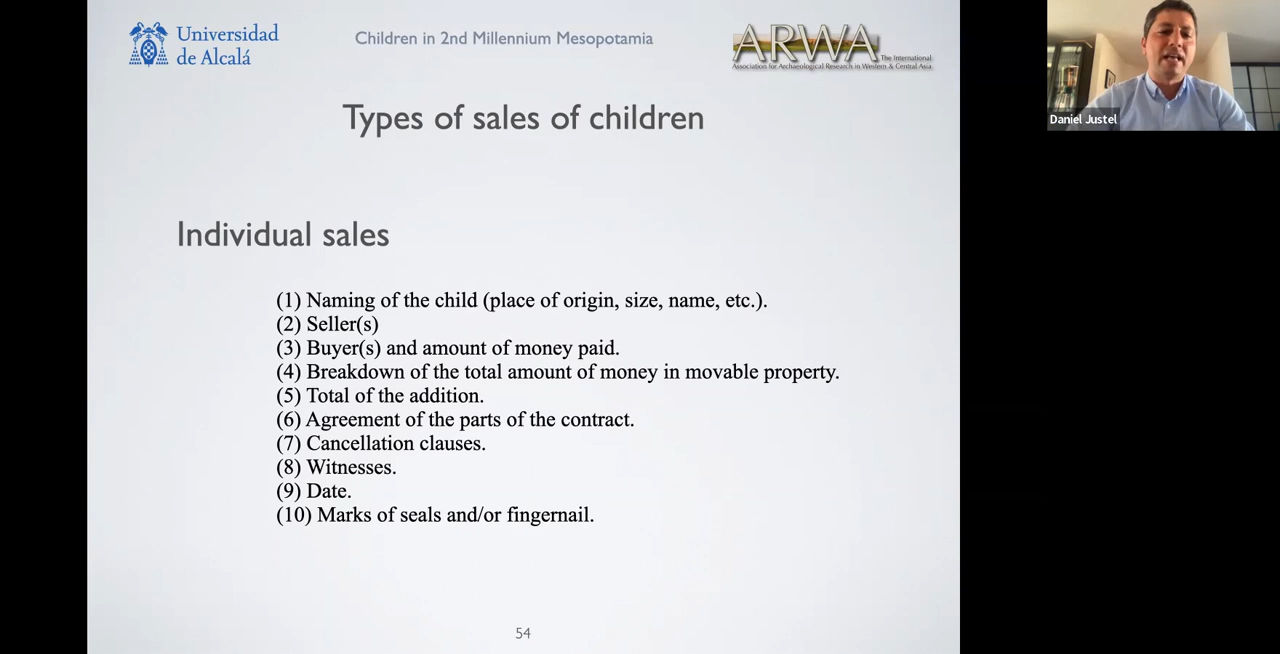 Universidad
de Alcalá
Children in 2nd Millennium Mesopotamia
ARWA
The International
Association for Archaeological Research in Western & Central Asia
Daniel Justel
Types of sales of children
Individual sales
(1) Naming of the child (place of origin, size, name, etc.).
(2) Seller(s)
(3) Buyer(s) and amount of money paid.
(4) Breakdown of the total amount of money in movable property.
(5) Total of the addition.
(6) Agreement of the parts of the contract.
(7) Cancellation clauses.
(8) Witnesses.
(9) Date.
(10) Marks of seals and/or fingernail.
54